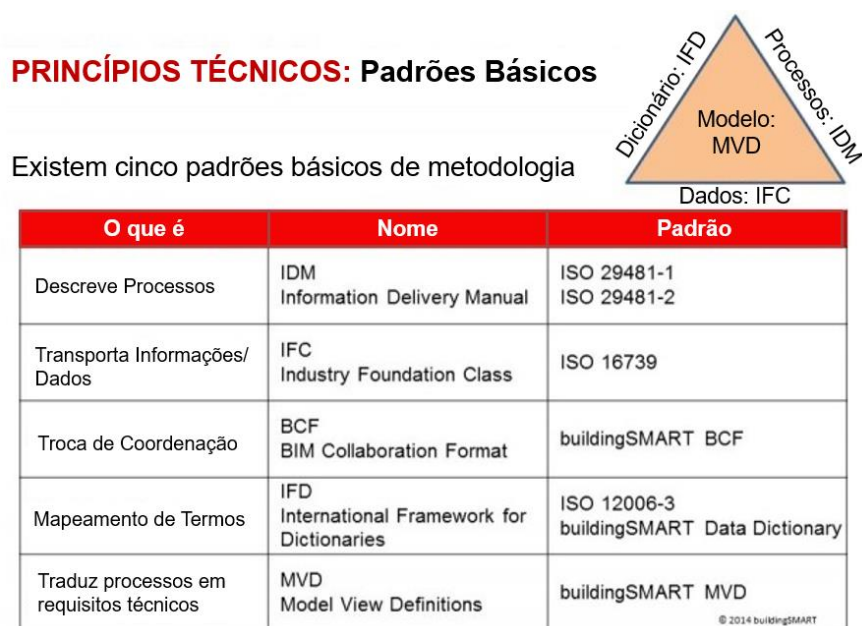 PRINCÍPIOS TÉCNICOS: Padrões Básicos
Dicionário: IFD
Processos: IDM
Modelo:
MVD
Dados: IFC
Existem cinco padrões básicos de metodologia
O que é
Nome
Padrão
Descreve Processos
IDM
Information Delivery Manual
ISO 29481-1
ISO 29481-2
Transporta Informações/
Dados
IFC
Industry Foundation Class
ISO 16739
Troca de Coordenação
BCF
BIM Collaboration Format
buildingSMART BCF
Mapeamento de Termos
IFD
International Framework for
Dictionaries
ISO 12006-3
buildingSMART Data Dictionary
Traduz processos em
requisitos técnicos
MVD
Model View Definitions
buildingSMART MVD
© 2014 buildingSMART